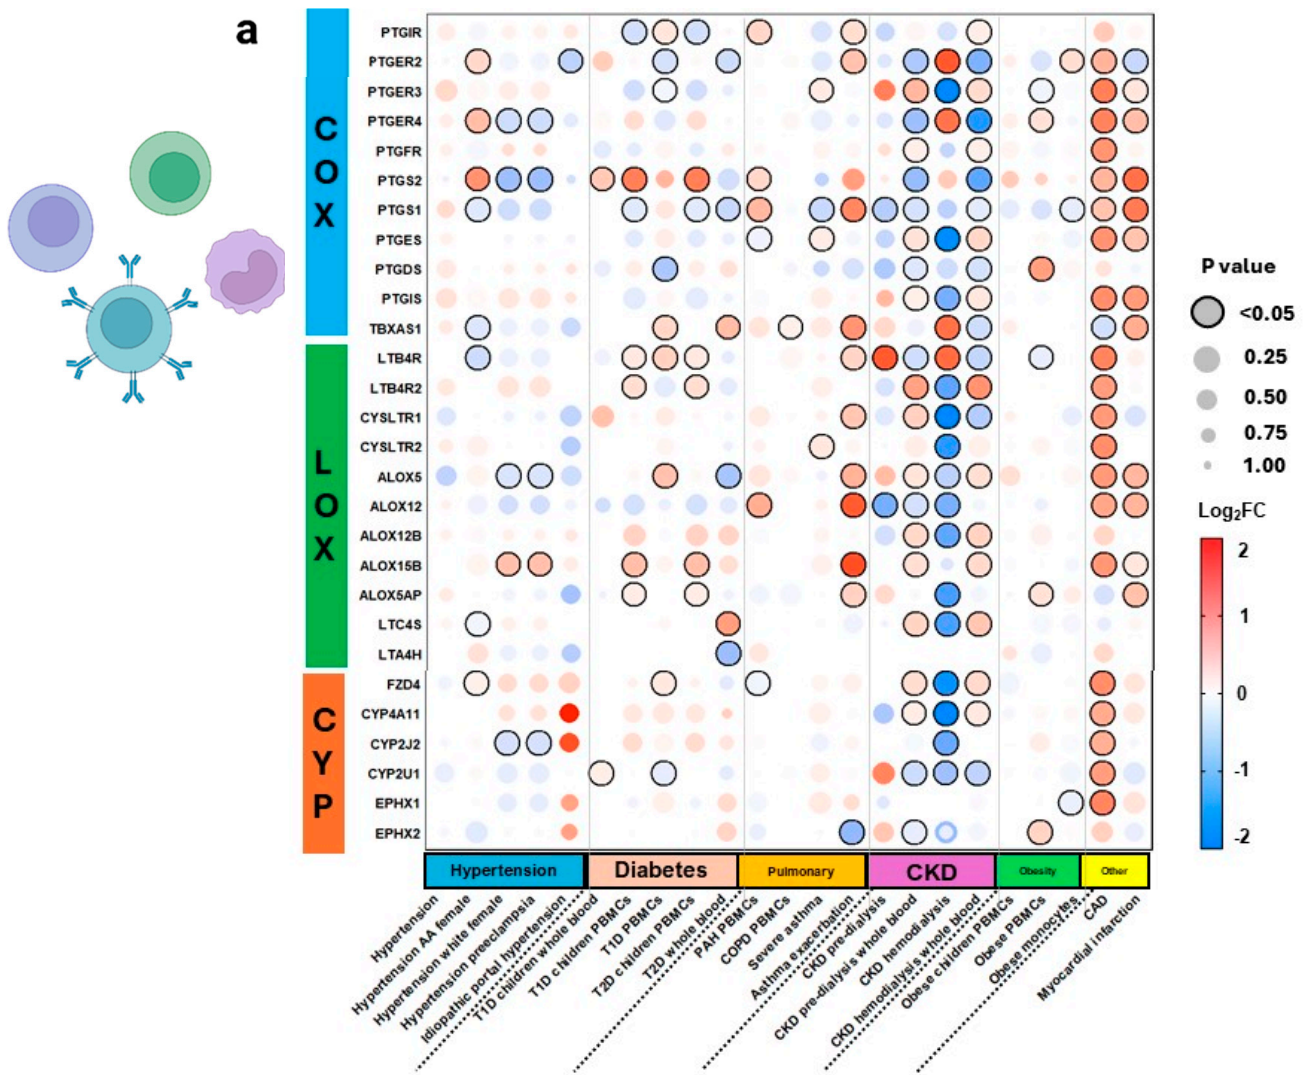 a
COX
LOX
CYP
PTGIR
PTGER2
PTGER3
PTGER4
PTGFR
PTGS2
PTGS1
PTGES
PTGDS
PTGIS
TBXAS1
LTB4R
LTB4R2
CYSLTR1
CYSLTR2
ALOX5
ALOX12
ALOX12B
ALOX15B
ALOX5AP
LTC4S
LTA4H
FZD4
CYP4A11
CYP2J2
CYP2U1
EPHX1
EPHX2
P value
<0.05
0.25
0.50
0.75
1.00
Log₂FC
2
1
0
-1
-2
Hypertension
Diabetes
Pulmonary
CKD
Obesity
Other
Hypertension
Hypertension AA female
Hypertension white female
Hypertension preeclampsia
Idiopathic portal hypertension
T1D children whole blood
T1D children PBMCs
T1D PBMCs
T2D children PBMCs
T2D whole blood
PAH PBMCs
COPD PBMCs
Severe asthma
Asthma exacerbation
CKD pre-dialysis
CKD pre-dialysis whole blood
CKD hemodialysis
CKD hemodialysis whole blood
Obese children PBMCs
Obese PBMCs
Obese monocytes
CAD
Myocardial infarction